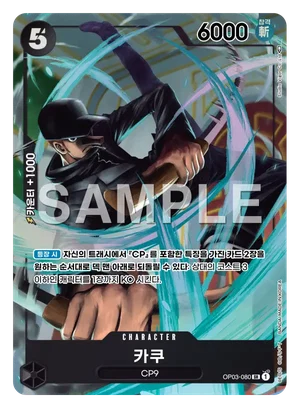 5
6000
참격
斬
카운터 +1000
SAMPLE
등장 시 자신의 트래시에서 『CP』를 포함한 특징을 가진 카드 2장을
원하는 순서대로 덱 맨 아래로 되돌릴 수 있다: 상대의 코스트 3
이하인 캐릭터를 1장까지 KO 시킨다.
CHARACTER
카쿠
CP9
OP03-080 SR 1